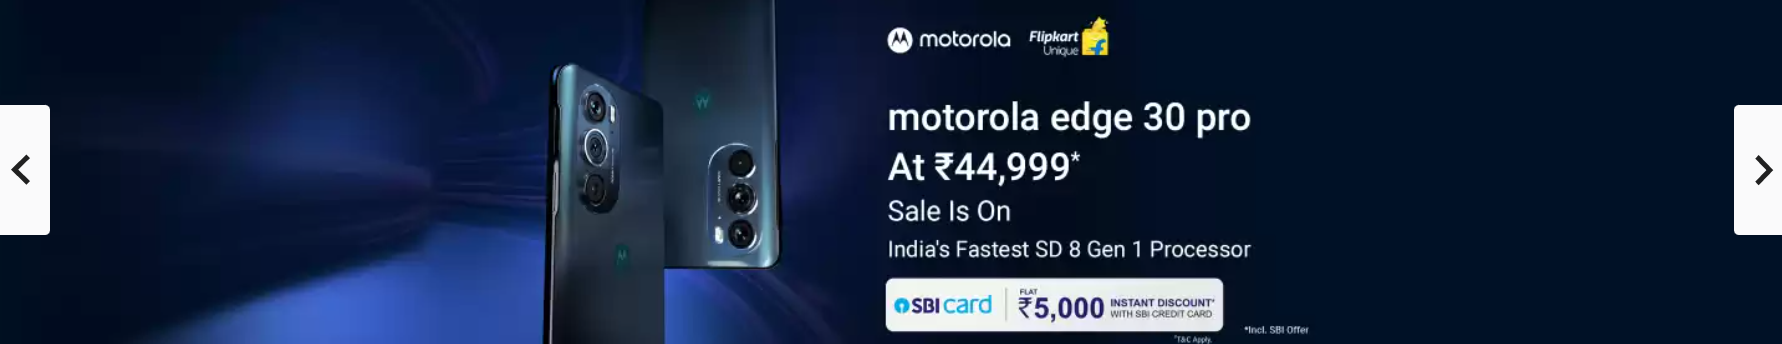 motorola
Flipkart
Unique
motorola edge 30 pro
At ₹44,999*
Sale Is On
India's Fastest SD 8 Gen 1 Processor
SBI card
FLAT
₹5,000
INSTANT DISCOUNT*
WITH SBI CREDIT CARD
*Incl. SBI Offer
*T&C Apply.